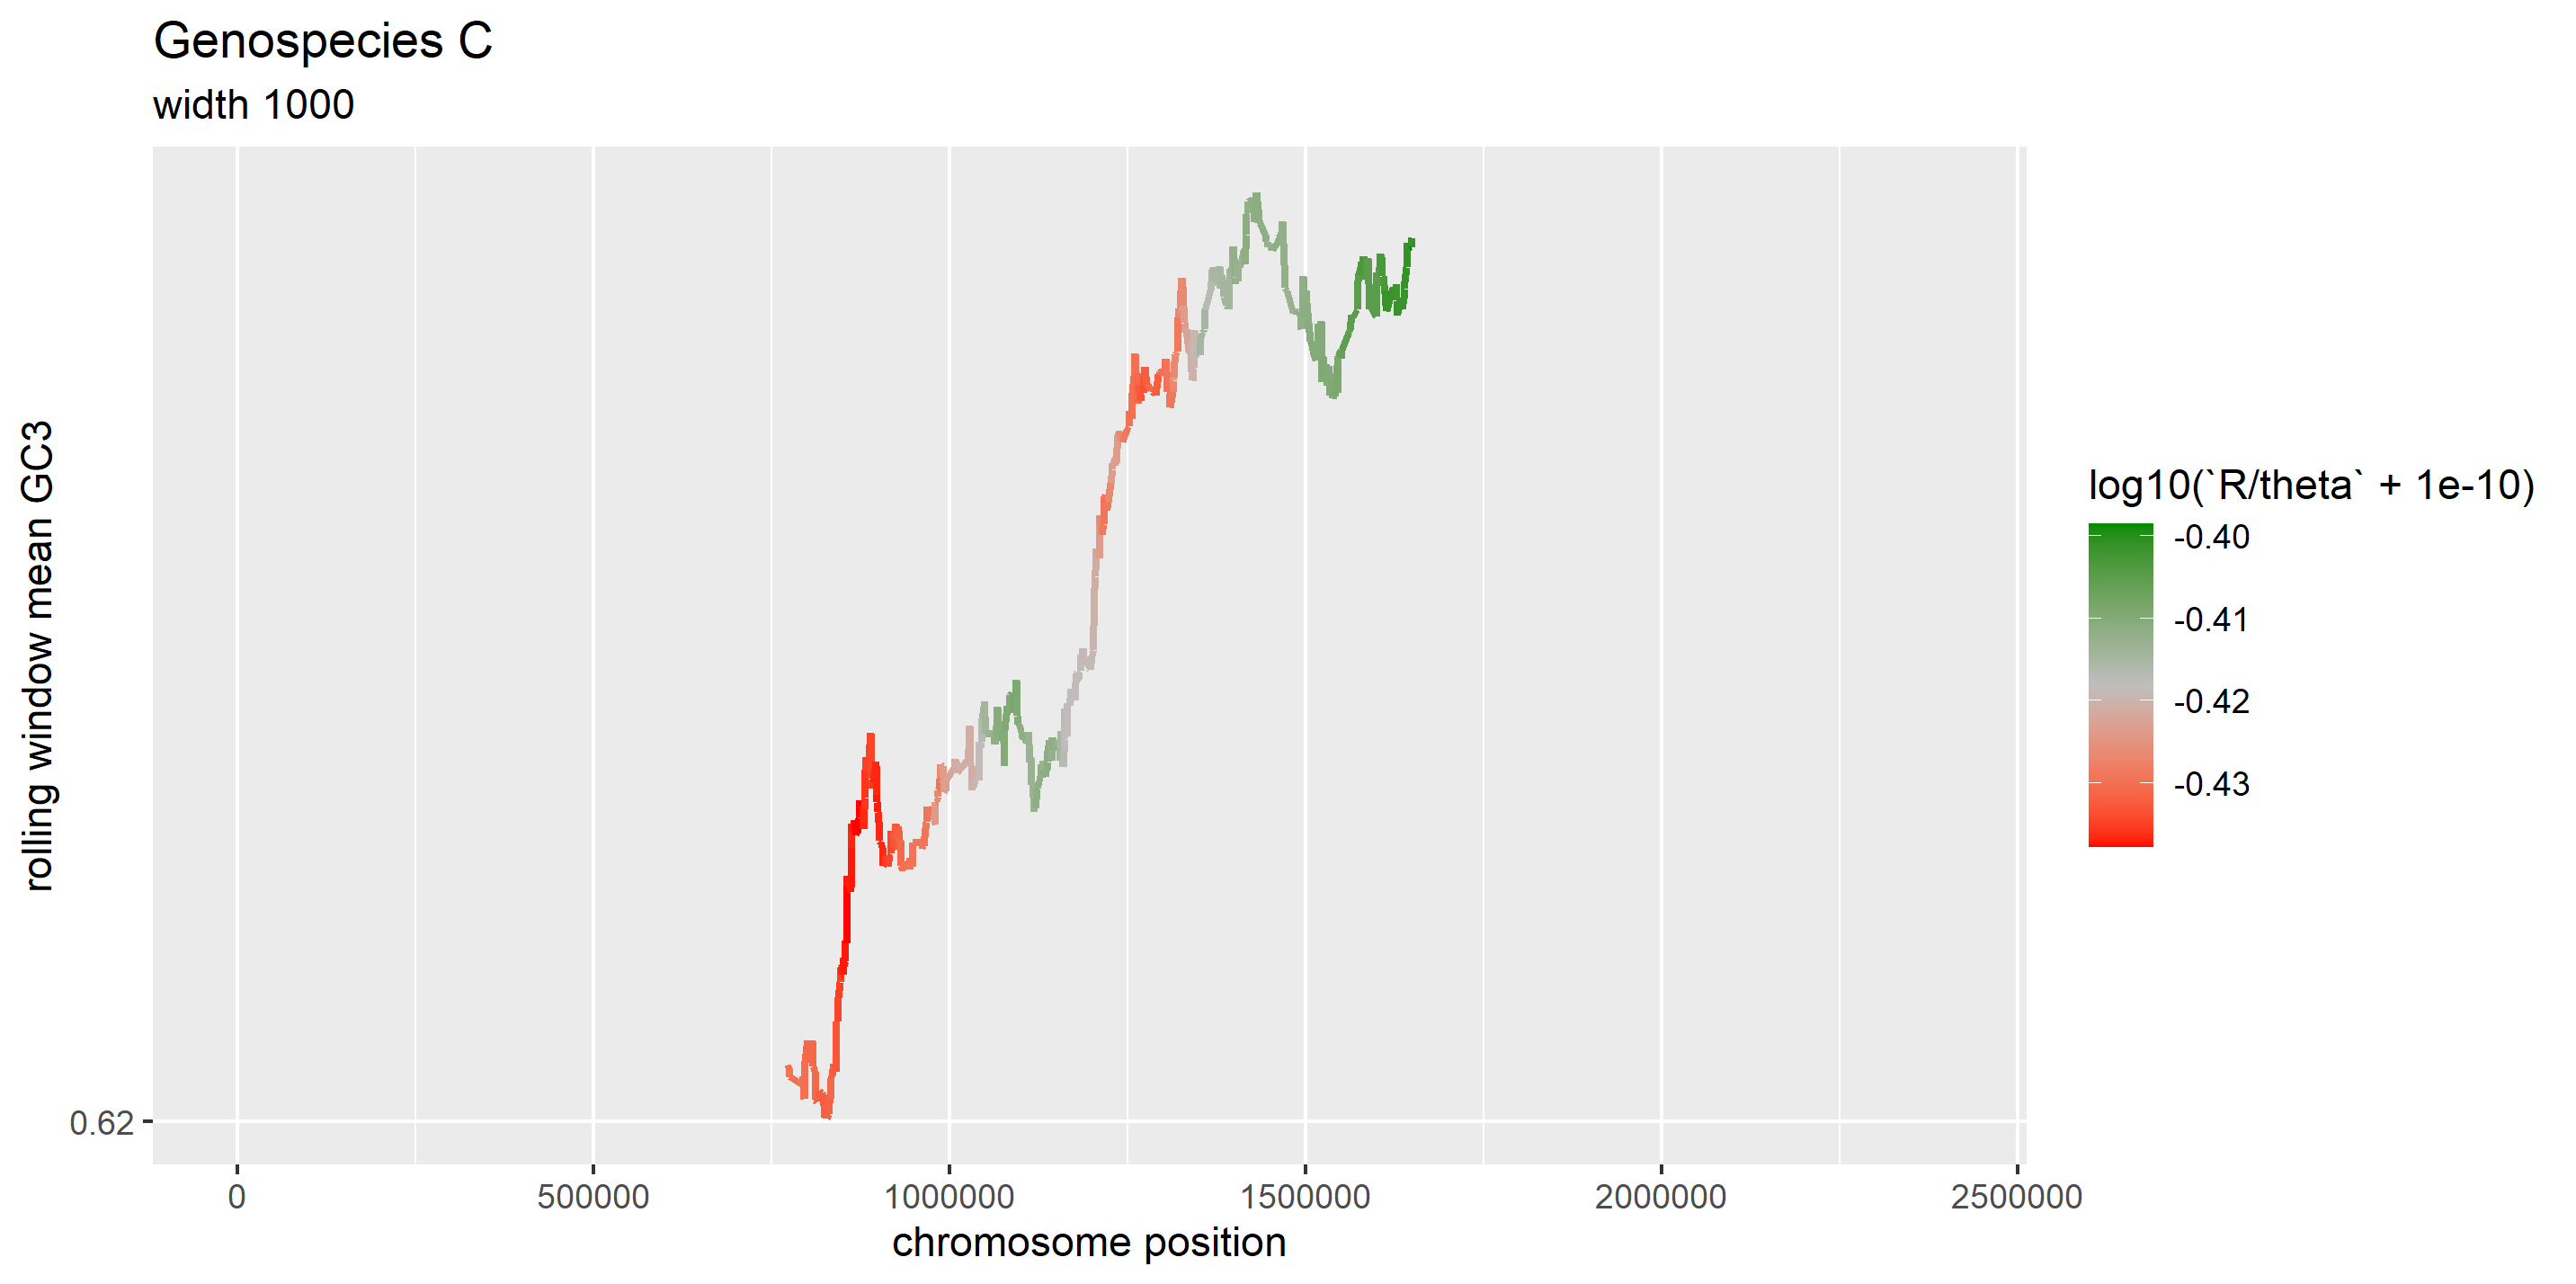 Genospecies C
width 1000
rolling window mean GC3
0.62
0
500000
1000000
1500000
2000000
2500000
chromosome position
log10(`R/theta` + 1e-10)
-0.40
-0.41
-0.42
-0.43